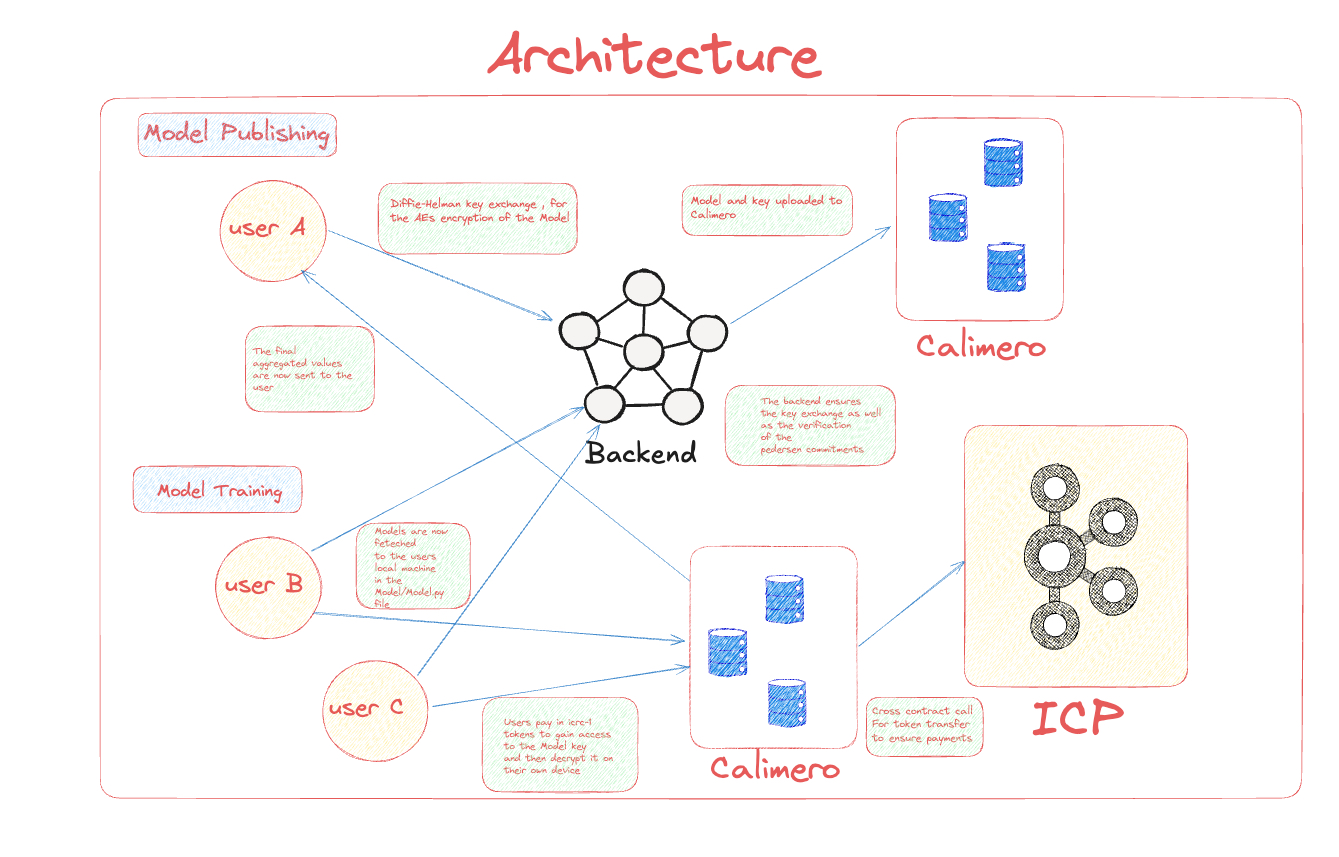 Architecture
Model Publishing
user A
Diffie-Helman key exchange , for
the AEs encryption of the Model
Model and key uploaded to
Calimero
Calimero
The final
aggregated values
are now sent to the
user
Backend
The backend ensures
the key exchange as well
as the verification
of the
pedersen commitments
Model Training
user B
Models are now
feteched
to the users
local machine
in the
Model/Model.py
file
user C
Users pay in icrc-1
tokens to gain access
to the Model key
and then decrypt it on
their own device
Calimero
Cross contract call
For token transfer
to ensure payments
ICP